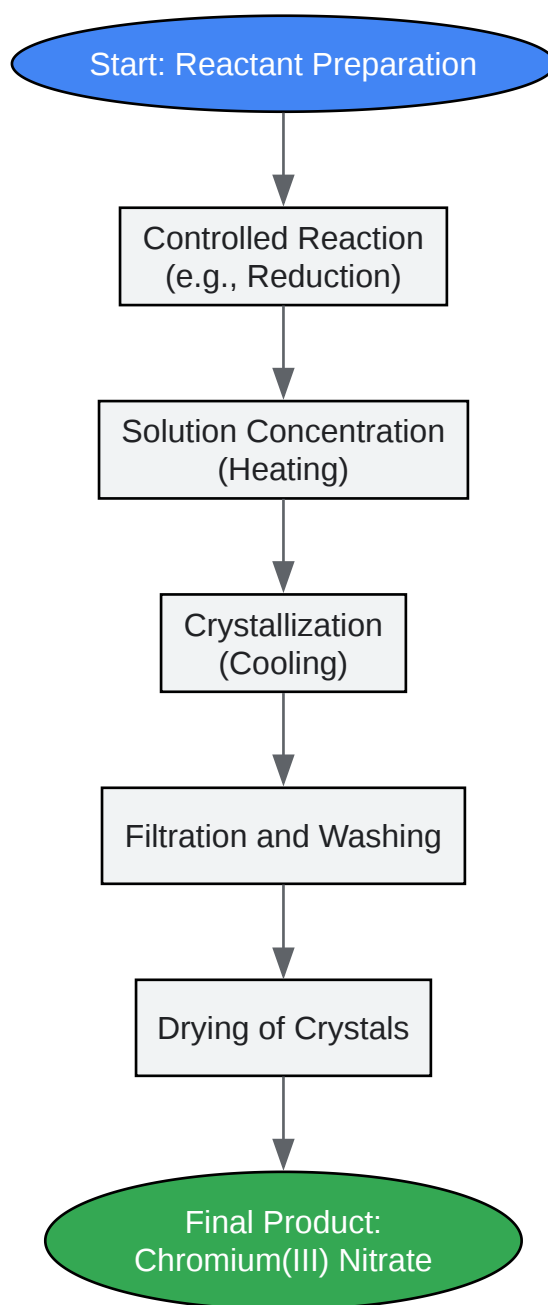 Start: Reactant Preparation
Controlled Reaction
(e.g., Reduction)
Solution Concentration
(Heating)
Crystallization
(Cooling)
Filtration and Washing
Drying of Crystals
Final Product:
Chromium(III) Nitrate